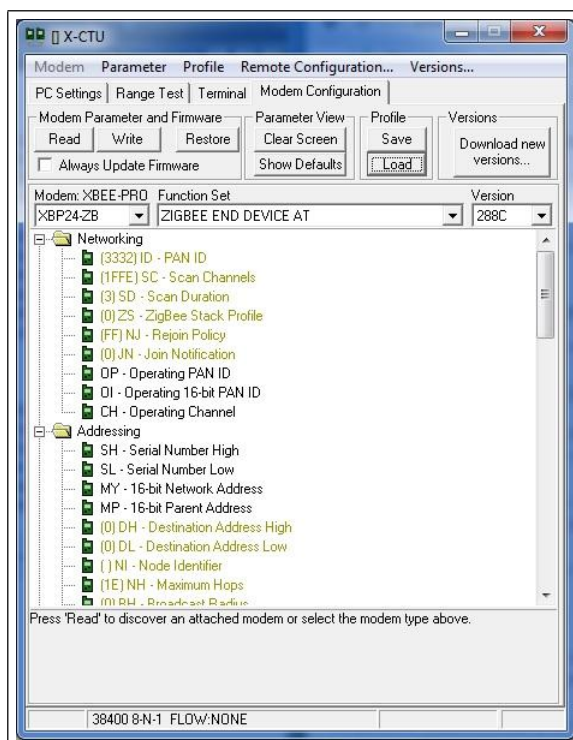 [] X-CTU
Modem Parameter Profile Remote Configuration... Versions...
PC Settings Range Test Terminal Modem Configuration
Modem Parameter and Firmware Parameter View Profile Versions
Read Write Restore Clear Screen Save Download new versions...
Always Update Firmware Show Defaults Load
Modem: XBEE-PRO Function Set Version
XBP24-ZB ZIGBEE END DEVICE AT 288C
Networking
(3332) ID - PAN ID
(1FFE) SC - Scan Channels
(3) SD - Scan Duration
(0) ZS - ZigBee Stack Profile
(FF) NJ - Rejoin Policy
(0) JN - Join Notification
OP - Operating PAN ID
OI - Operating 16-bit PAN ID
CH - Operating Channel
Addressing
SH - Serial Number High
SL - Serial Number Low
MY - 16-bit Network Address
MP - 16-bit Parent Address
(0) DH - Destination Address High
(0) DL - Destination Address Low
( ) NI - Node Identifier
(1E) NH - Maximum Hops
(0) BH - Broadcast Radius
Press 'Read' to discover an attached modem or select the modem type above.
38400 8-N-1 FLOW:NONE